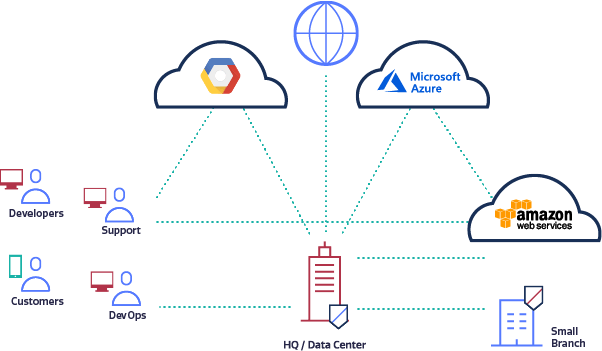 Microsoft
Azure
amazon
web services
Developers
Support
Customers
DevOps
HQ / Data Center
Small
Branch